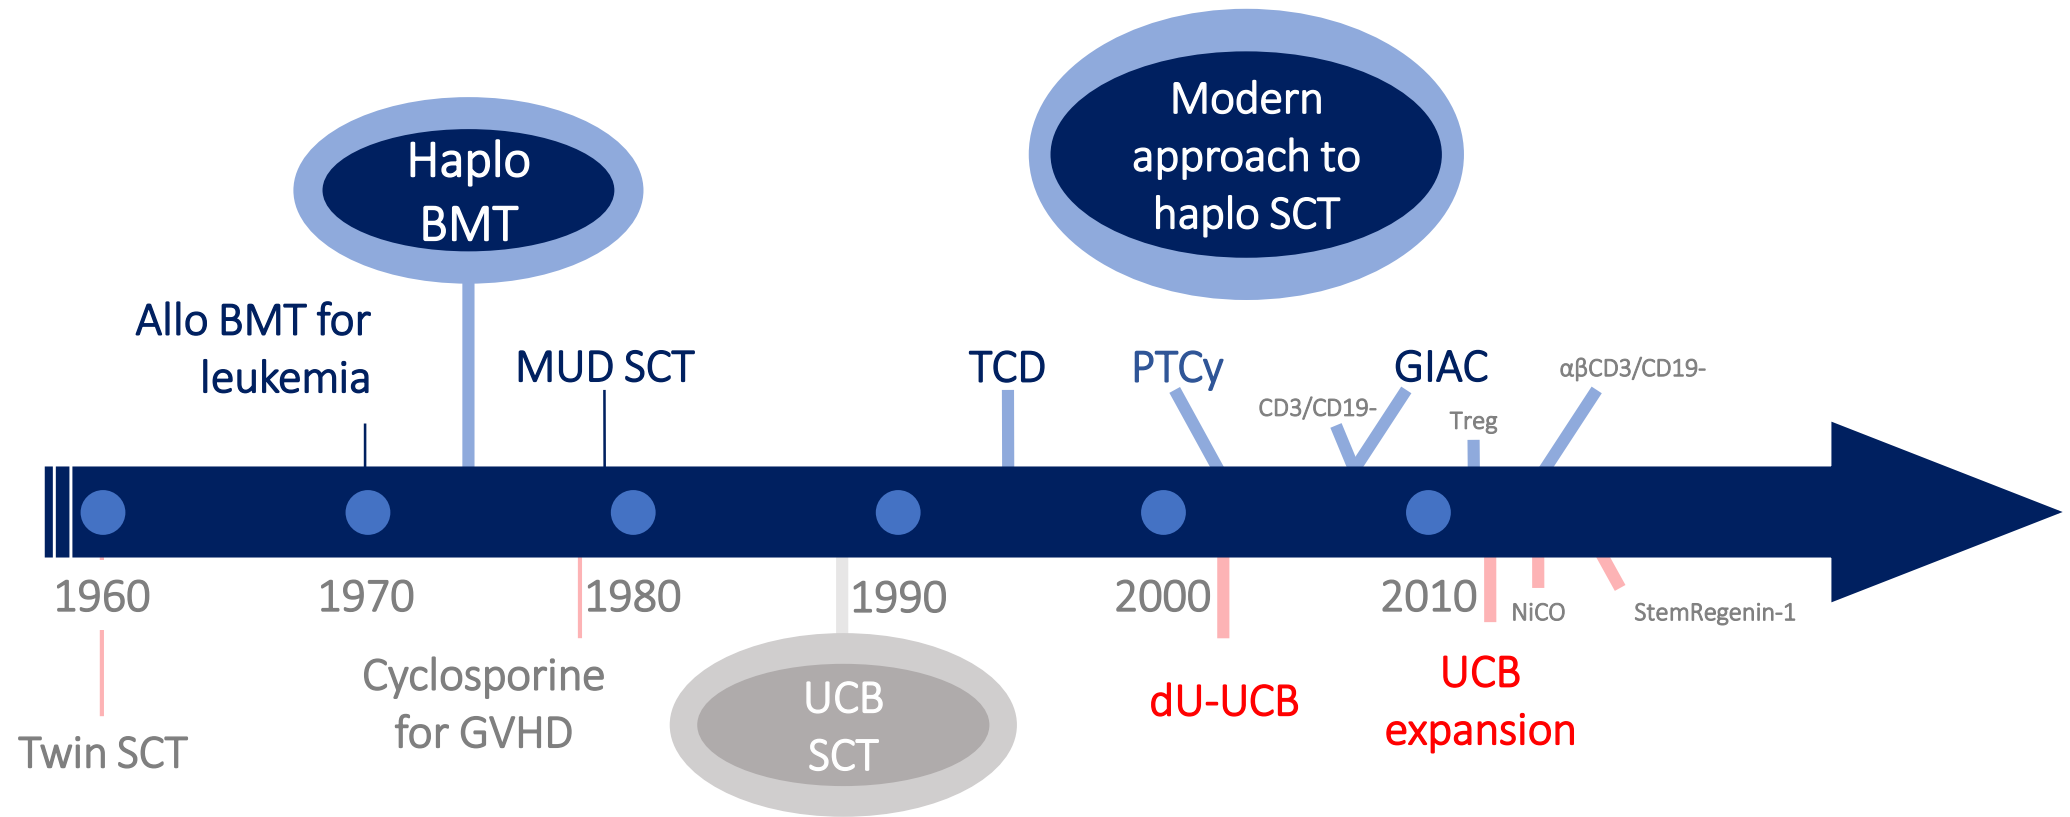 Modern
approach to
haplo SCT
Haplo
BMT
Allo BMT for
leukemia
MUD SCT
TCD
PTCy
CD3/CD19-
GIAC
Treg
αβCD3/CD19-
1960
1970
1980
1990
2000
2010
NiCO
StemRegenin-1
Twin SCT
Cyclosporine
for GVHD
UCB
SCT
dU-UCB
UCB
expansion